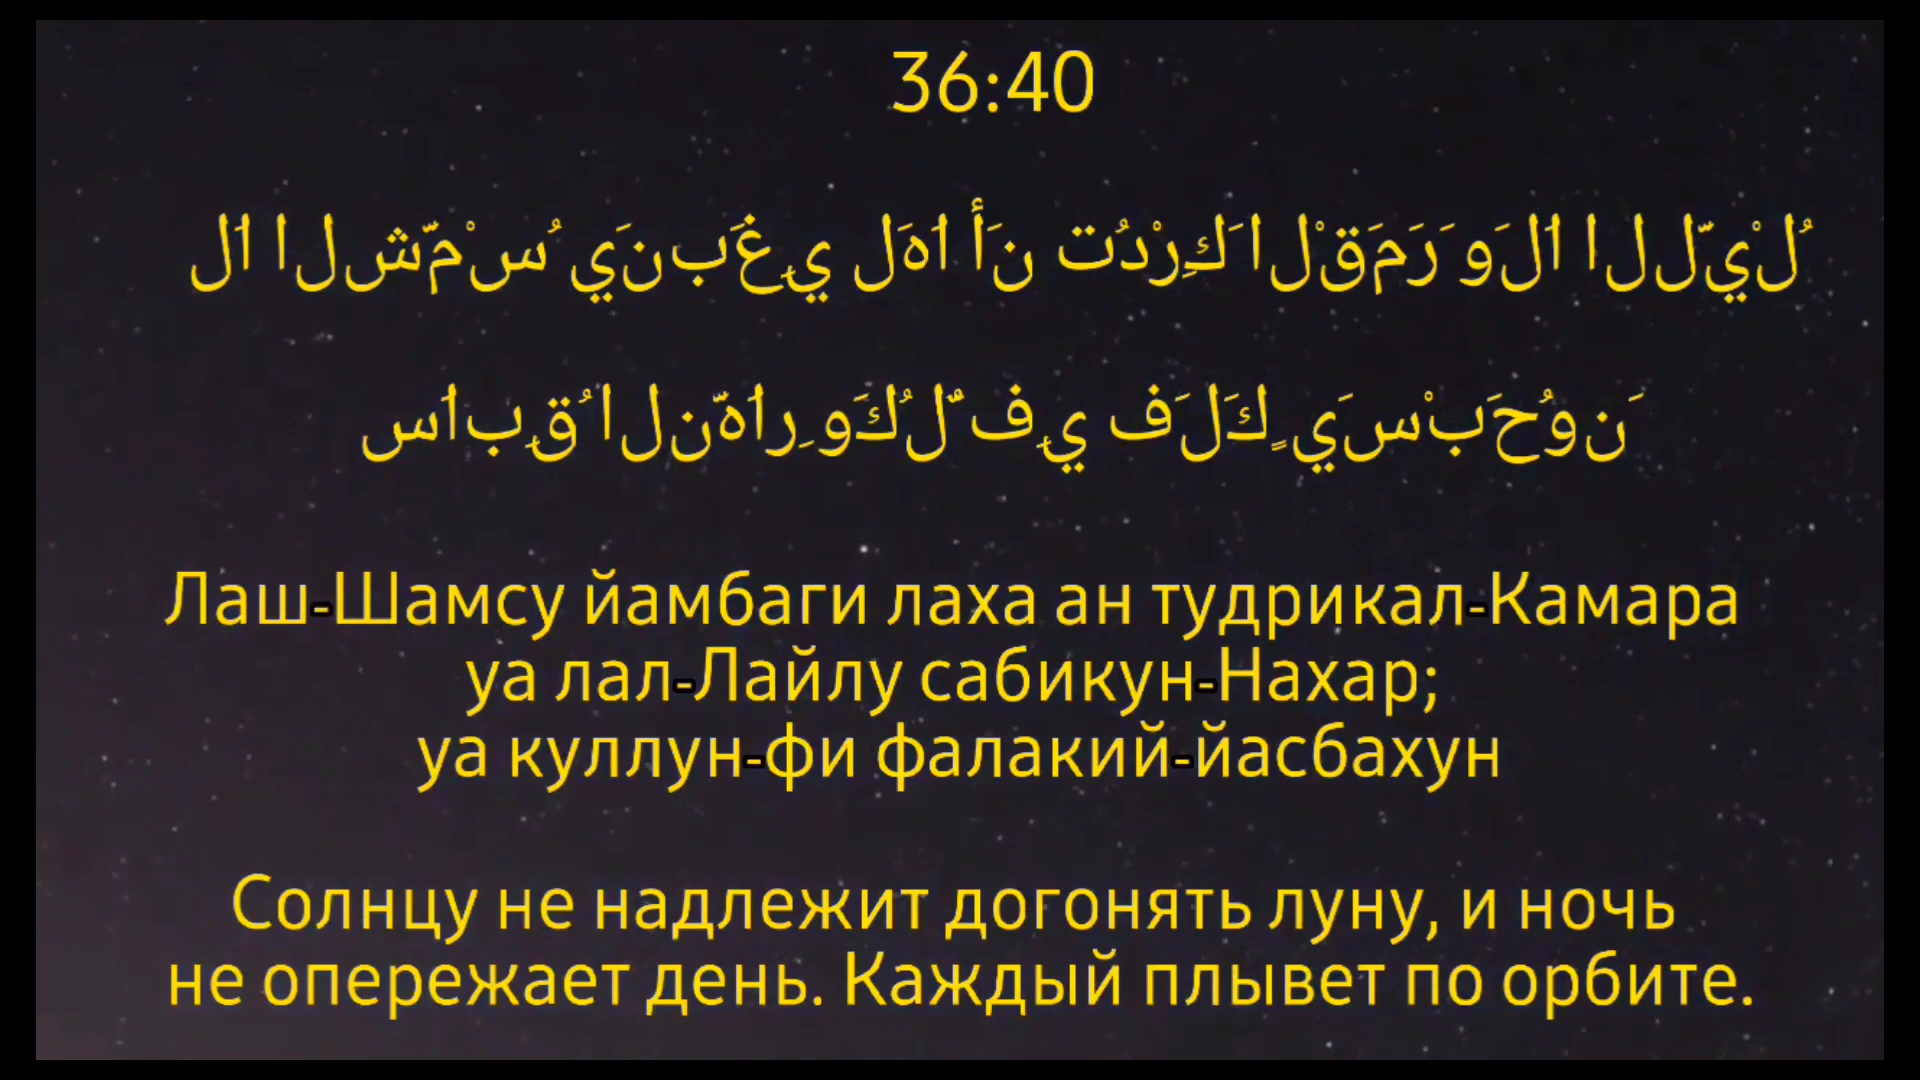 36:40
لَا الشَّمْسُ يَنبَغِي لَهَا أَن تُدْرِكَ الْقَمَرَ وَلَا اللَّيْلُ
سَابِقُ النَّهَارِ وَكُلٌّ فِي فَلَكٍ يَسْبَحُونَ
Лаш-Шамсу йамбаги лаха ан тудрикал-Камара
уа лал-Лайлу сабикун-Нахар;
уа куллун-фи фалакий-йасбахун
Солнцу не надлежит догонять луну, и ночь
не опережает день. Каждый плывет по орбите.